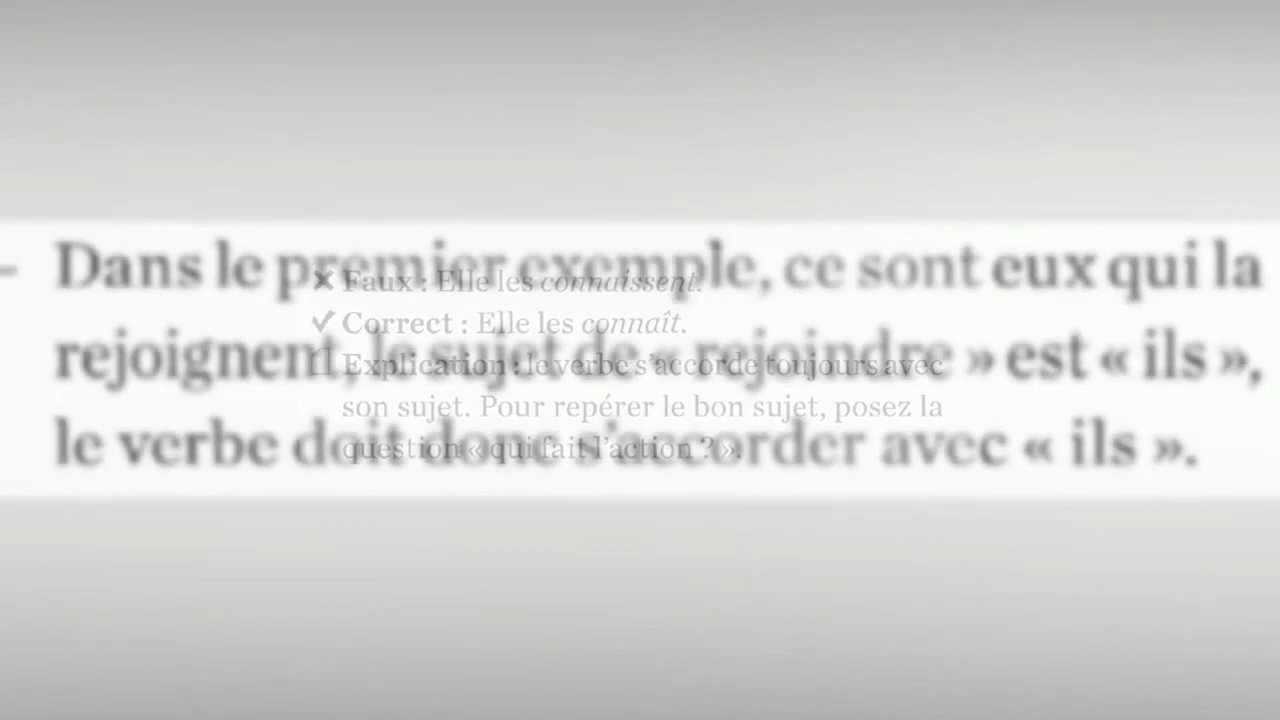 - Dans le premier exemple, ce sont eux qui la
rejoignent, le sujet de « rejoindre » est « ils »,
le verbe doit donc s'accorder avec « ils ».
✗ Faux : Elle les connaissent.
✓ Correct : Elle les connaît.
Explication : le verbe s'accorde toujours avec
son sujet. Pour repérer le bon sujet, posez la
question « qui fait l'action ? ».